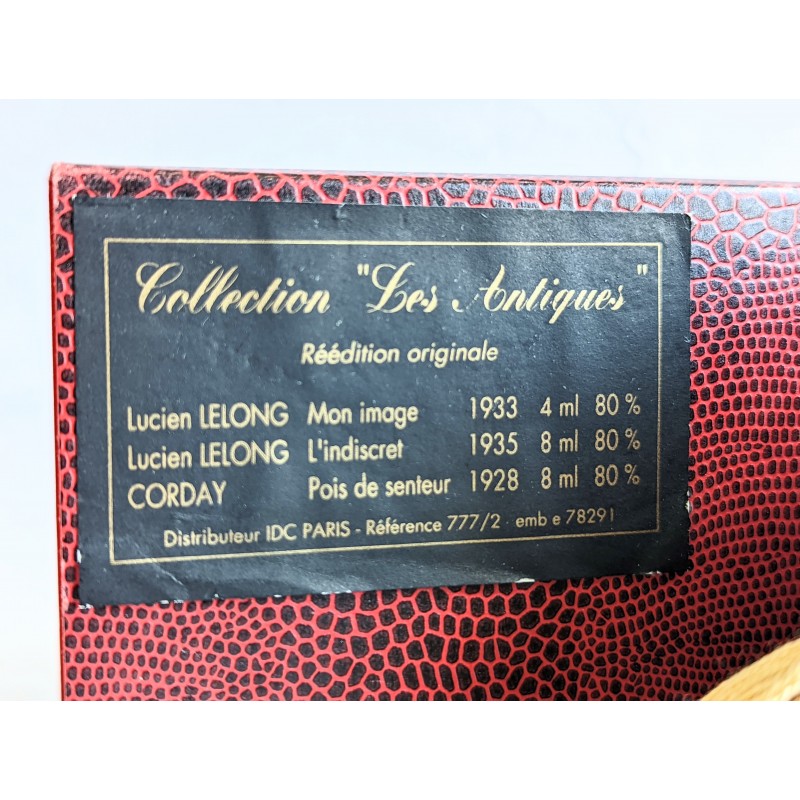 Collection "Les Antiques"
Réédition originale
Lucien LELONG Mon image 1933 4 ml 80 %
Lucien LELONG L'indiscret 1935 8 ml 80 %
CORDAY Pois de senteur 1928 8 ml 80 %
Distributeur IDC PARIS - Référence 777/2 emb e 78291